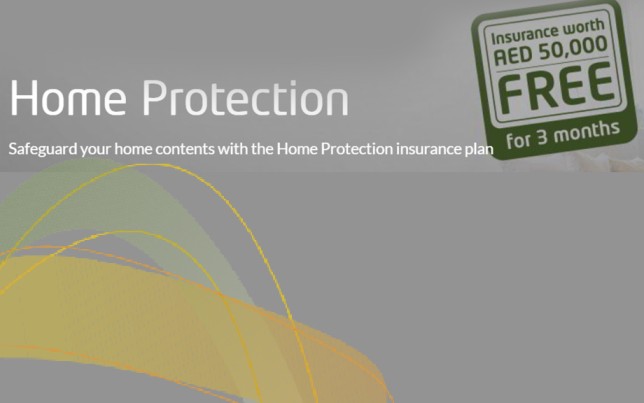 Insurance worth
AED 50,000
FREE
for 3 months
Home Protection
Safeguard your home contents with the Home Protection insurance plan